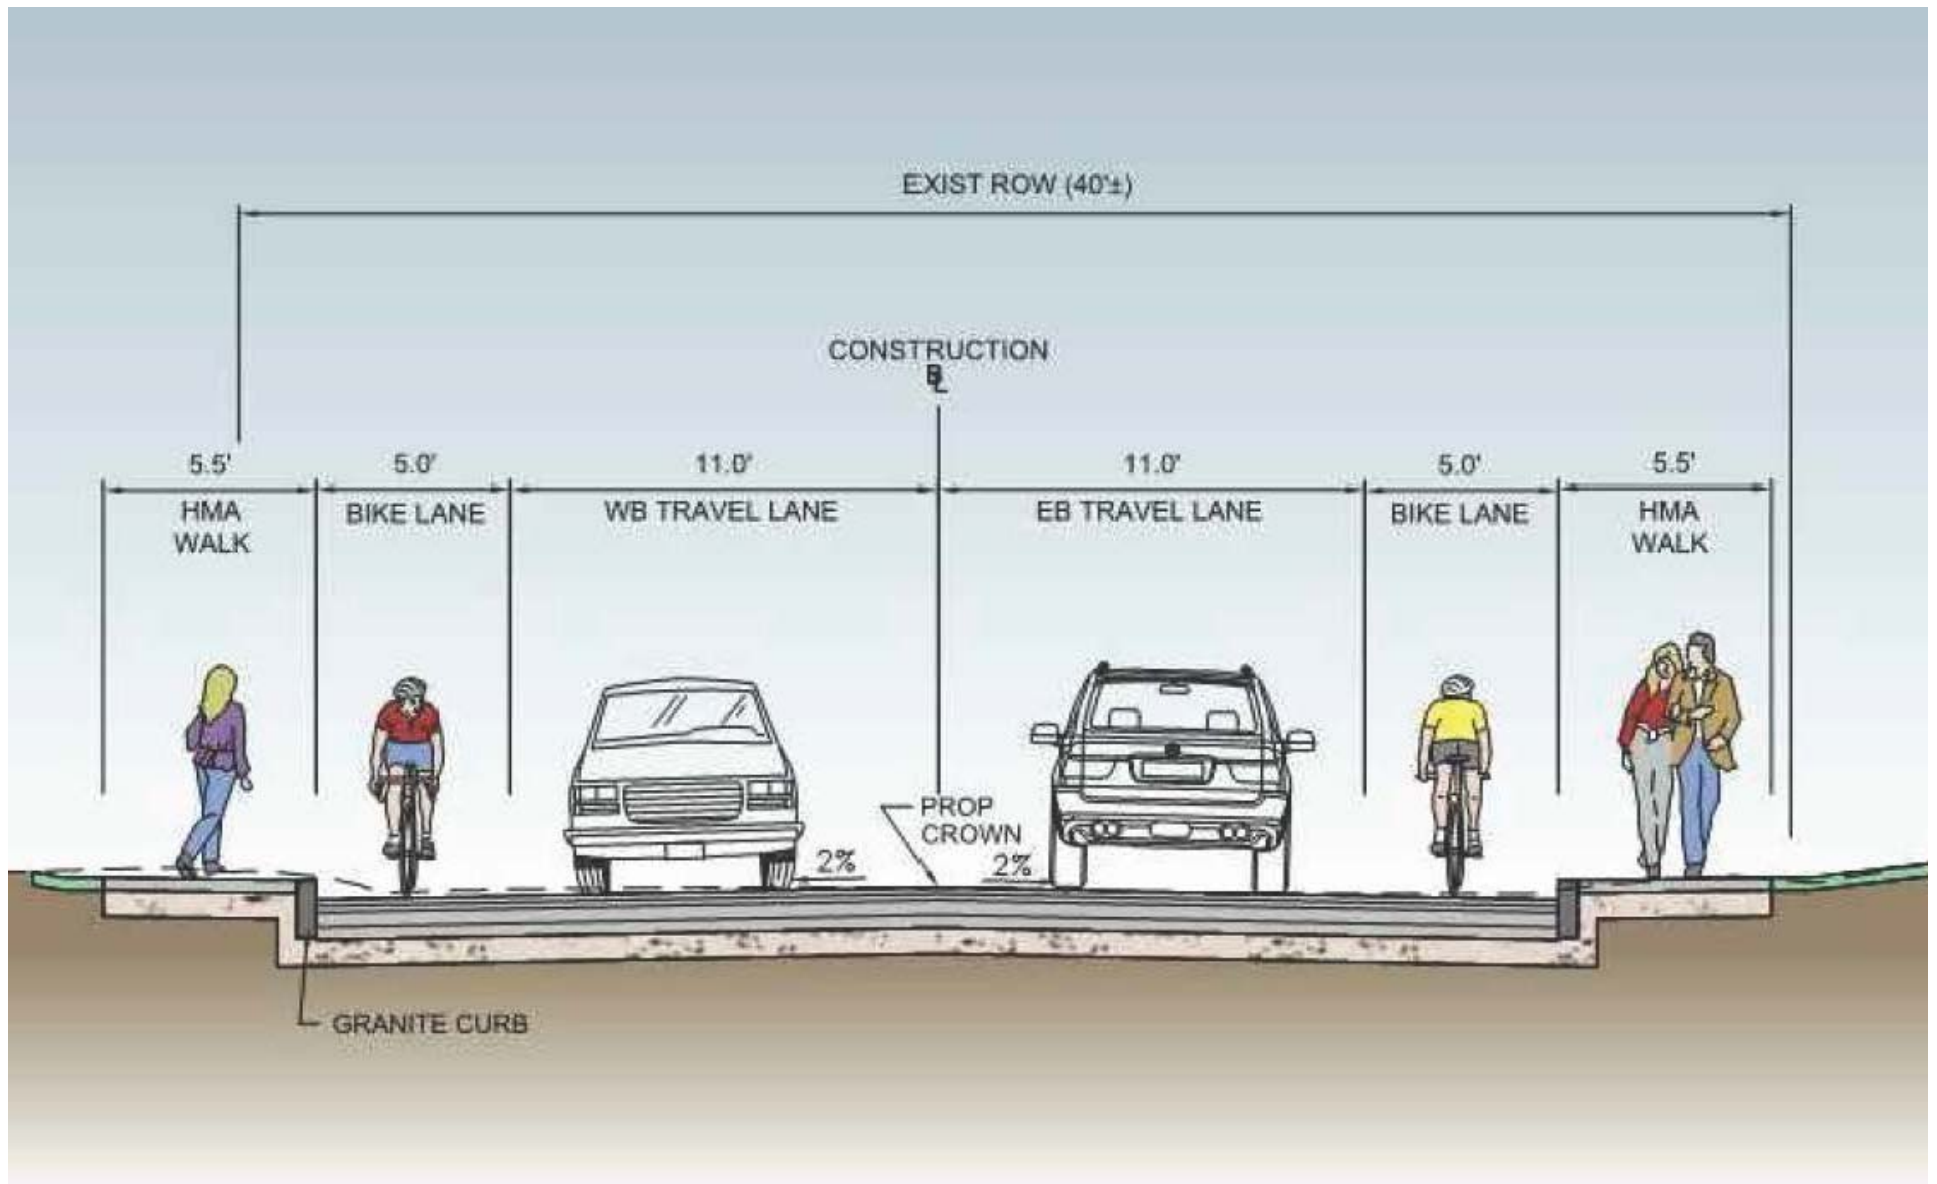 EXIST ROW (40'±)
CONSTRUCTION
BL
5.5' 5.0' 11.0' 11.0' 5.0' 5.5'
HMA WALK
BIKE LANE
WB TRAVEL LANE
EB TRAVEL LANE
BIKE LANE
HMA WALK
PROP
CROWN
2% 2%
GRANITE CURB